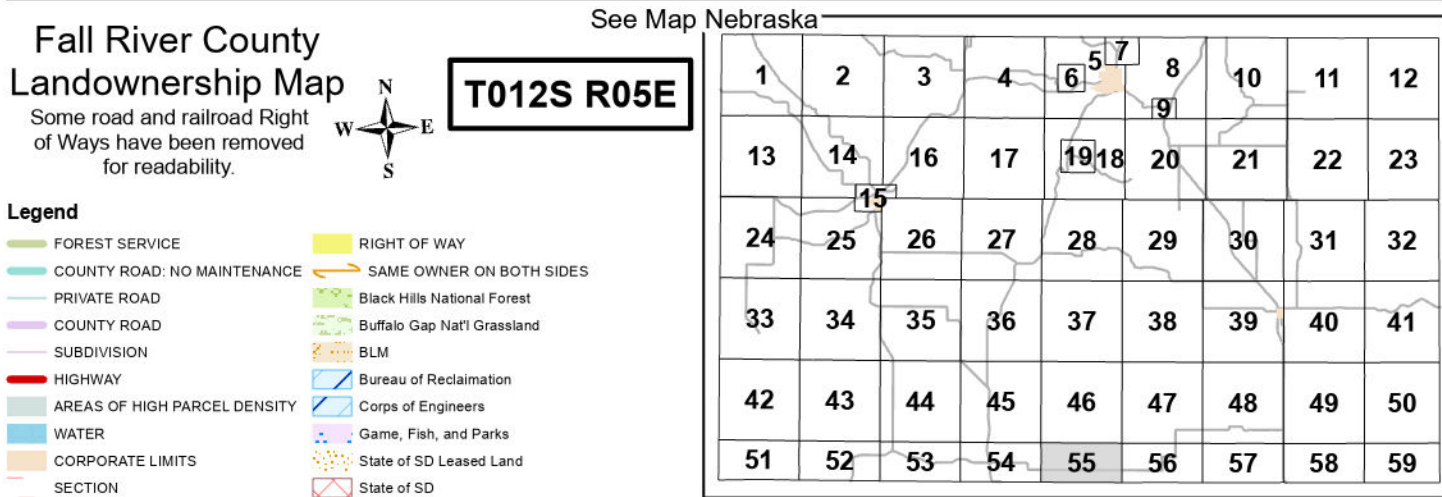 See Map Nebraska
Fall River County
Landownership Map
Some road and railroad Right
of Ways have been removed
for readability.
N
W E
S
T012S R05E
Legend
FOREST SERVICE
COUNTY ROAD: NO MAINTENANCE
PRIVATE ROAD
COUNTY ROAD
SUBDIVISION
HIGHWAY
AREAS OF HIGH PARCEL DENSITY
WATER
CORPORATE LIMITS
SECTION
RIGHT OF WAY
SAME OWNER ON BOTH SIDES
Black Hills National Forest
Buffalo Gap Nat'l Grassland
BLM
Bureau of Reclamation
Corps of Engineers
Game, Fish, and Parks
State of SD Leased Land
State of SD
1 2 3 4 5 6 7 8 9 10 11 12
13 14 15 16 17 19 18 20 21 22 23
24 25 26 27 28 29 30 31 32
33 34 35 36 37 38 39 40 41
42 43 44 45 46 47 48 49 50
51 52 53 54 55 56 57 58 59